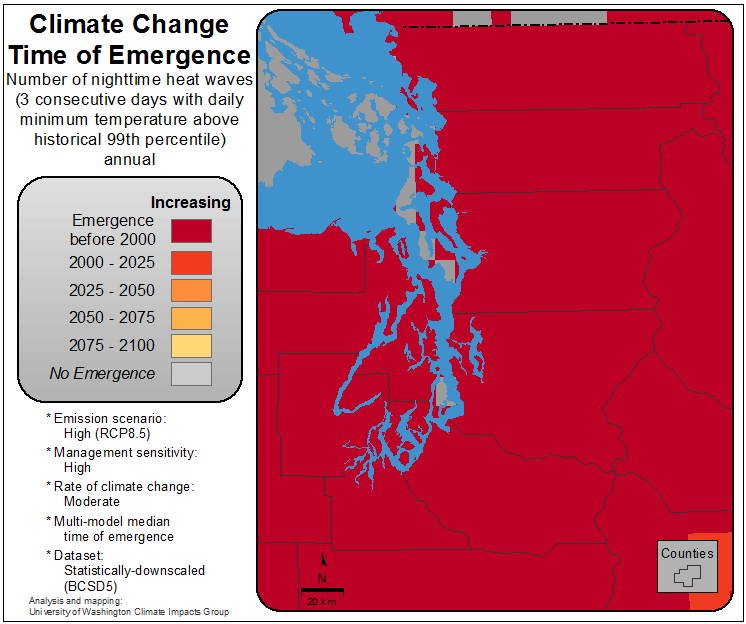 Climate Change
Time of Emergence
Number of nighttime heat waves
(3 consecutive days with daily
minimum temperature above
historical 99th percentile)
annual
Increasing
Emergence
before 2000
2000 - 2025
2025 - 2050
2050 - 2075
2075 - 2100
No Emergence
* Emission scenario:
High (RCP8.5)
* Management sensitivity:
High
* Rate of climate change:
Moderate
* Multi-model median
time of emergence
* Dataset:
Statistically-downscaled
(BCSD5)
Analysis and mapping:
University of Washington Climate Impacts Group
N
20 km
Counties